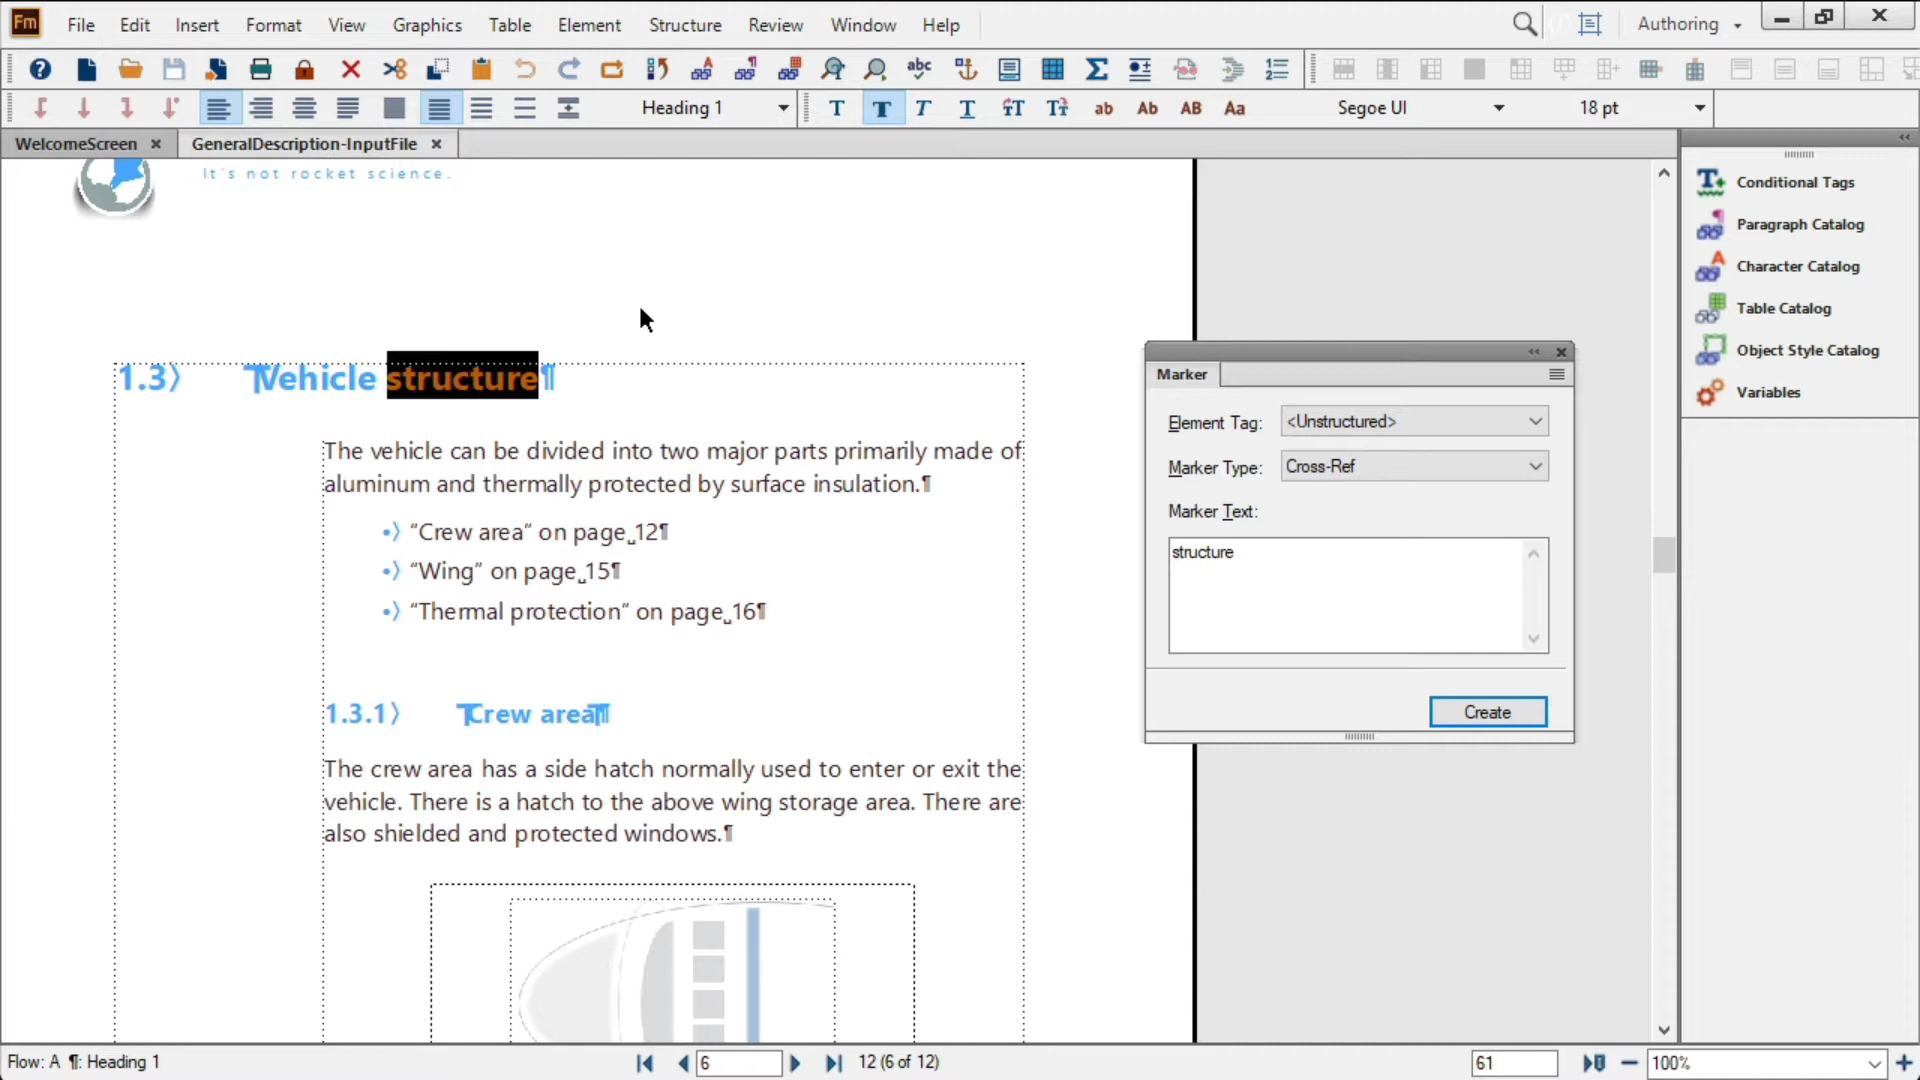 Fm File Edit Insert Format View Graphics Table Element Structure Review Window Help Authoring
Heading 1 T T T T ab Ab AB Aa Segoe UI 18 pt
WelcomeScreen GeneralDescription-InputFile
It's not rocket science.
1.3⟩ Vehicle structure¶
The vehicle can be divided into two major parts primarily made of
aluminum and thermally protected by surface insulation.¶
•⟩ “Crew area” on page 12¶
•⟩ “Wing” on page 15¶
•⟩ “Thermal protection” on page 16¶
1.3.1⟩ Crew area¶
The crew area has a side hatch normally used to enter or exit the
vehicle. There is a hatch to the above wing storage area. There are
also shielded and protected windows.¶
Marker
Element Tag: <Unstructured>
Marker Type: Cross-Ref
Marker Text:
structure
Create
Conditional Tags
Paragraph Catalog
Character Catalog
Table Catalog
Object Style Catalog
Variables
Flow: A ¶: Heading 1 6 12 (6 of 12) 61 100%